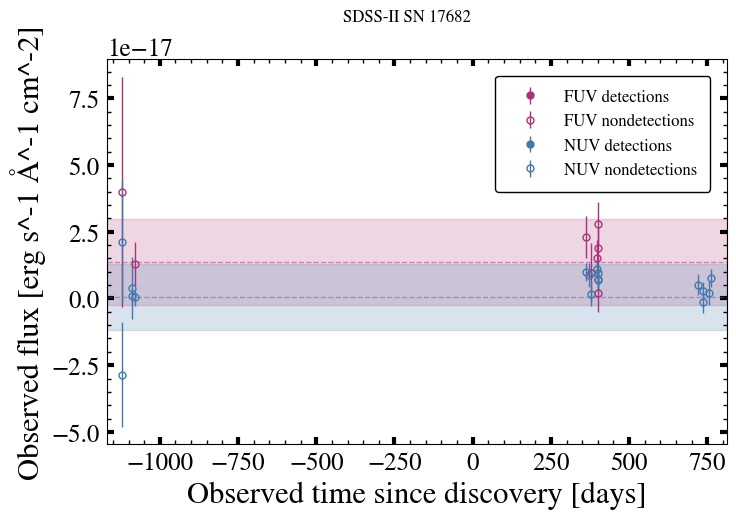 SDSS-II SN 17682
1e−17
FUV detections
FUV nondetections
NUV detections
NUV nondetections
7.5
5.0
2.5
0.0
−2.5
−5.0
Observed flux [erg s^-1 Å^-1 cm^-2]
−1000 −750 −500 −250 0 250 500 750
Observed time since discovery [days]